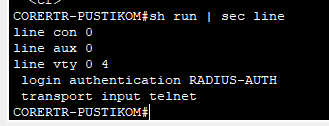 CORERTR-PUSTIKOM#sh run | sec line
line con 0
line aux 0
line vty 0 4
 login authentication RADIUS-AUTH
 transport input telnet
CORERTR-PUSTIKOM#